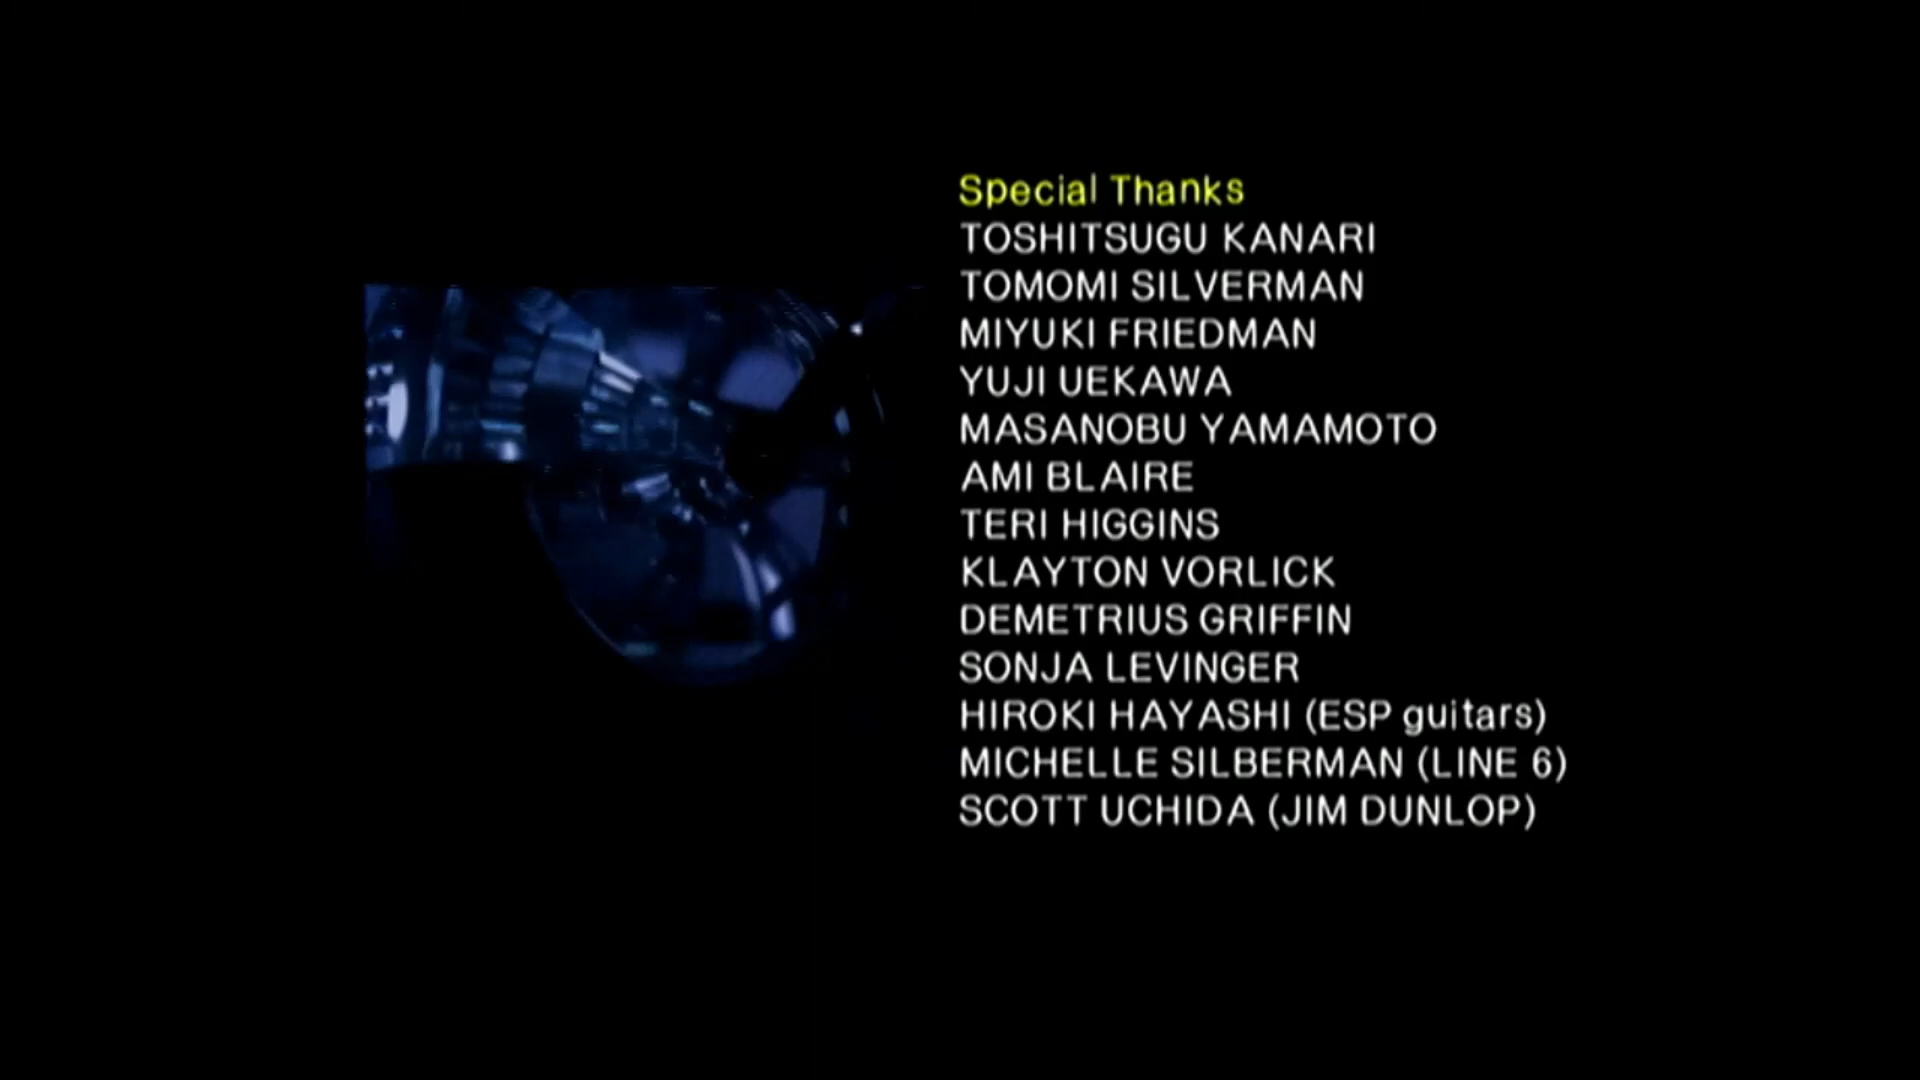 Special Thanks
TOSHITSUGU KANARI
TOMOMI SILVERMAN
MIYUKI FRIEDMAN
YUJI UEKAWA
MASANOBU YAMAMOTO
AMI BLAIRE
TERI HIGGINS
KLAYTON VORLICK
DEMETRIUS GRIFFIN
SONJA LEVINGER
HIROKI HAYASHI (ESP guitars)
MICHELLE SILBERMAN (LINE 6)
SCOTT UCHIDA (JIM DUNLOP)